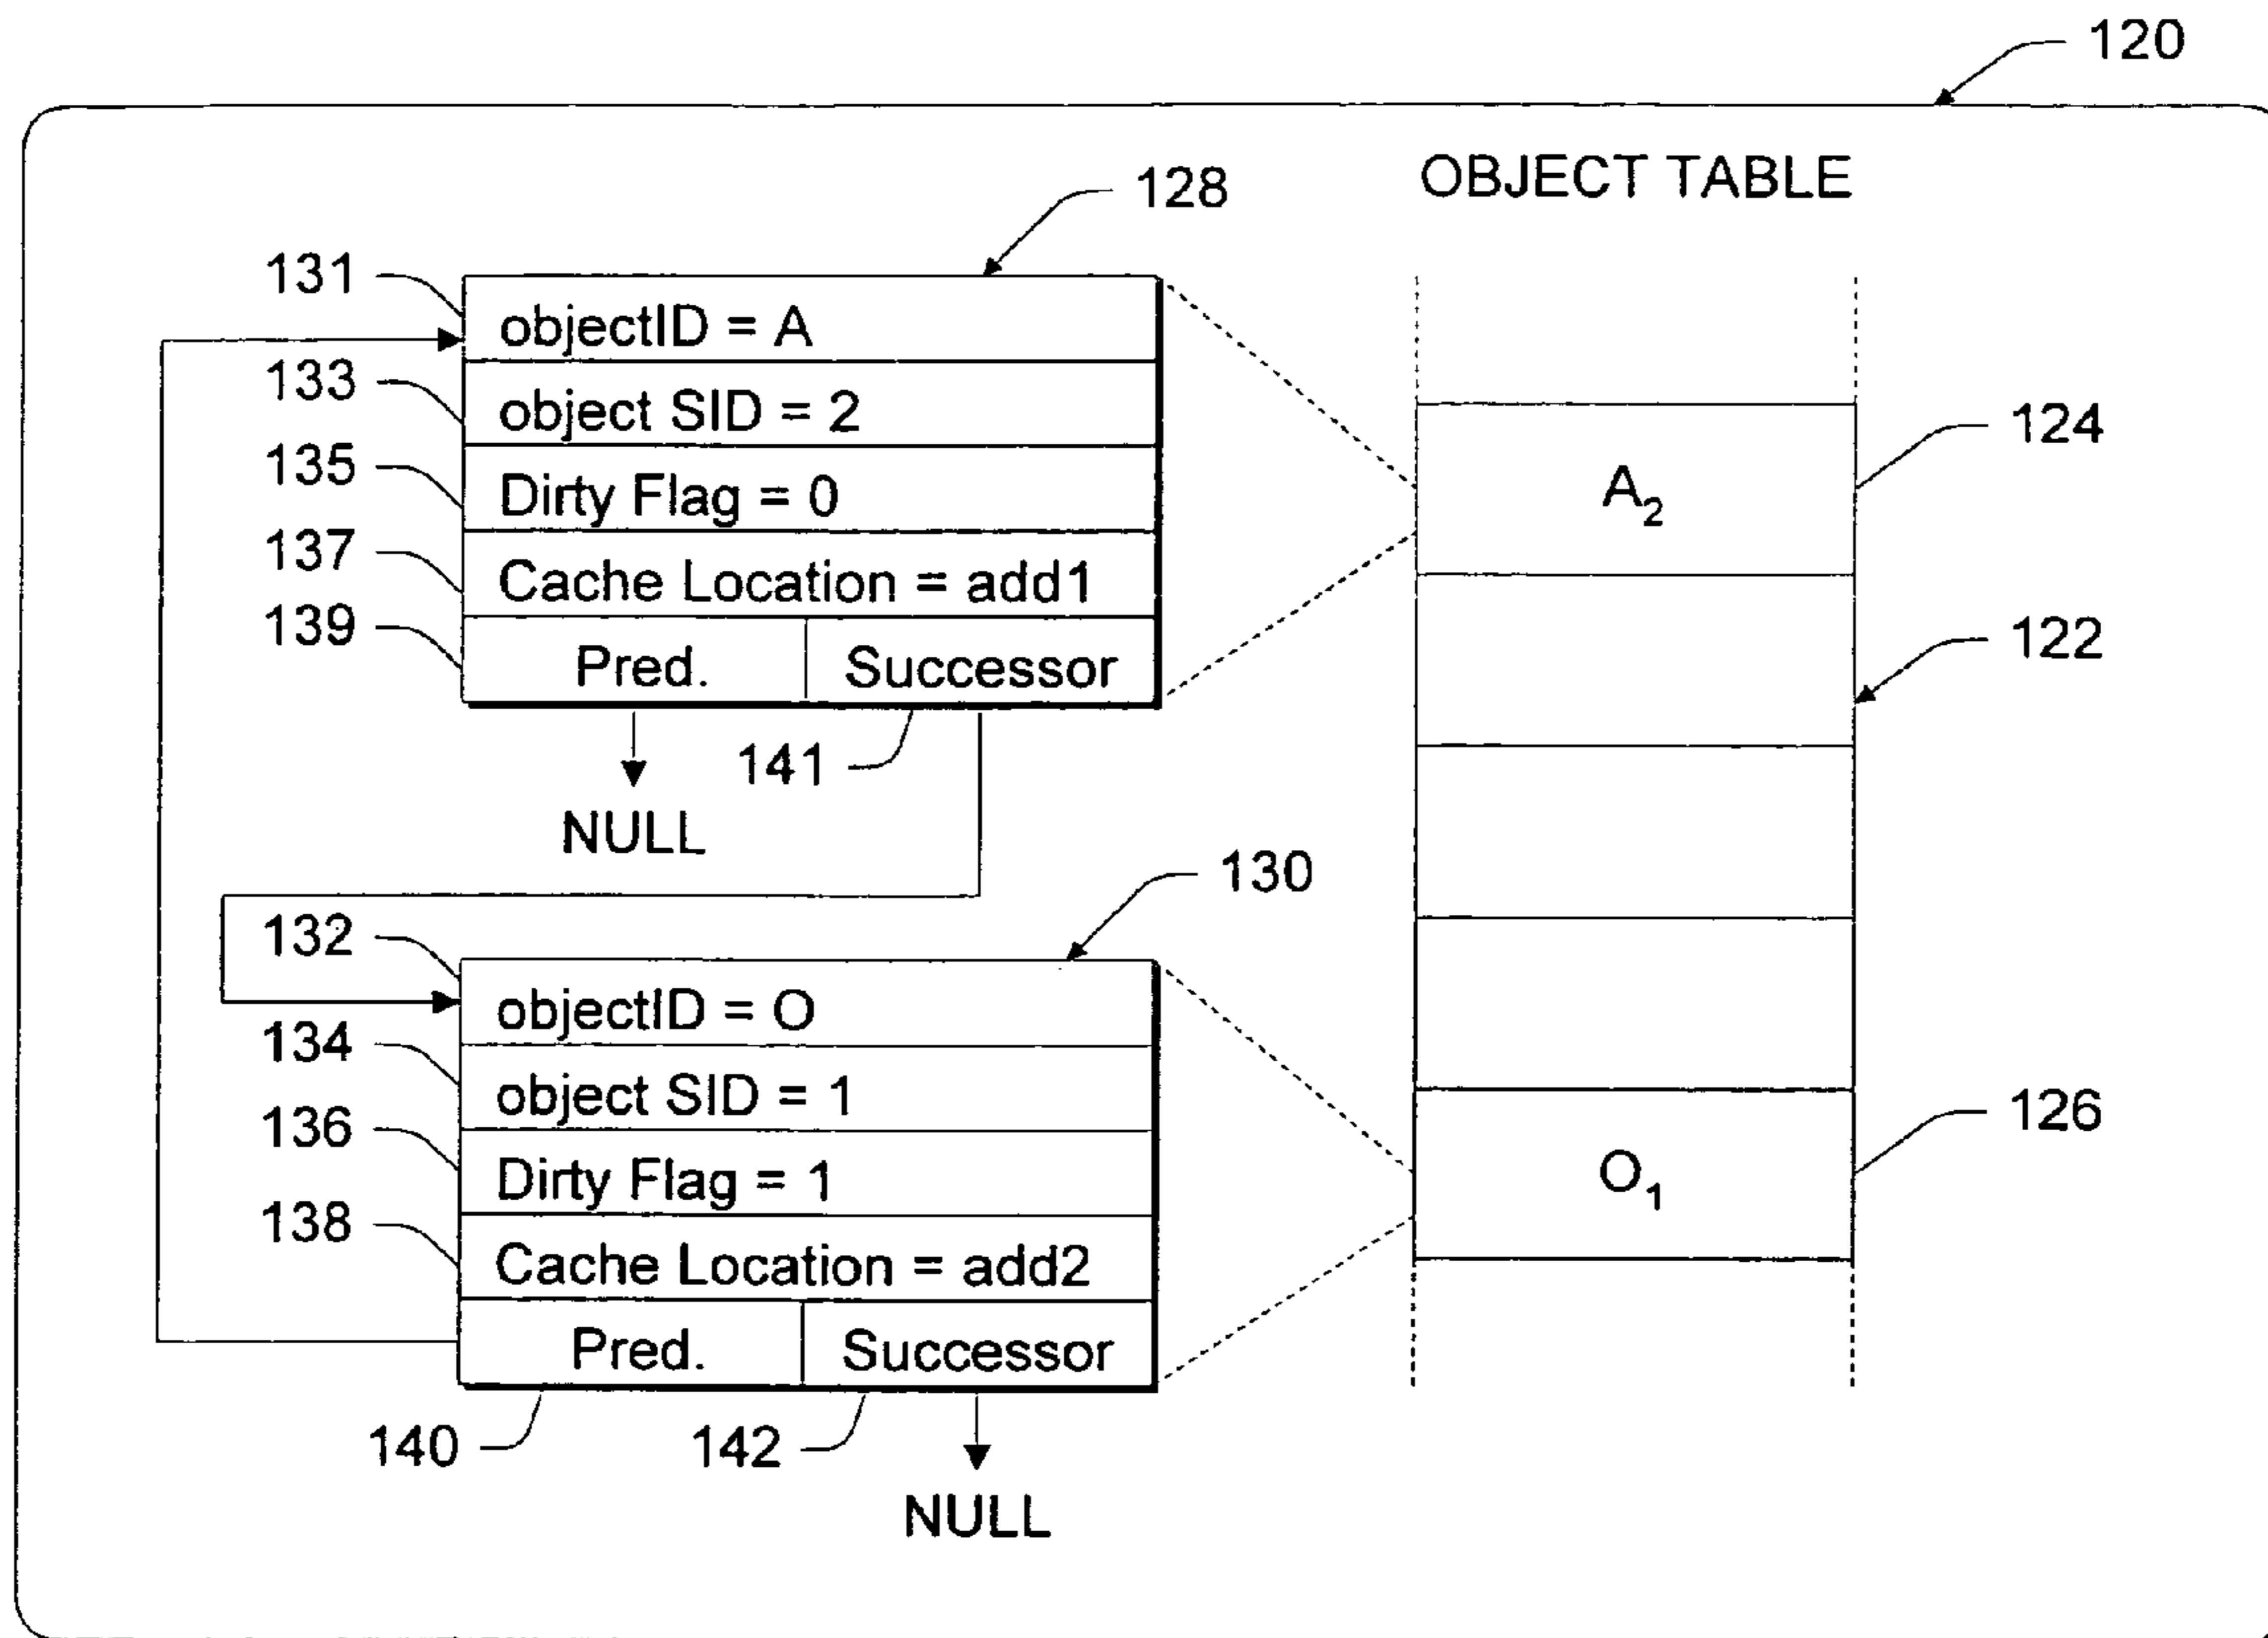 120
OBJECT TABLE
128
131
objectID = A
133
object SID = 2
135
Dirty Flag = 0
137
Cache Location = add1
139
Pred.
Successor
141
NULL
A2
124
122
130
132
objectID = O
134
object SID = 1
136
Dirty Flag = 1
138
Cache Location = add2
Pred.
Successor
140
142
NULL
O1
126